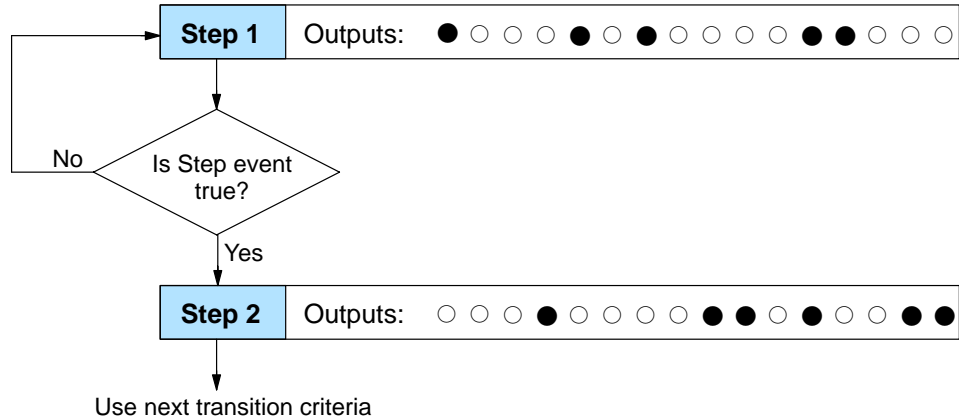 Step 1 Outputs:
No
Is Step event
true?
Yes
Step 2 Outputs:
Use next transition criteria